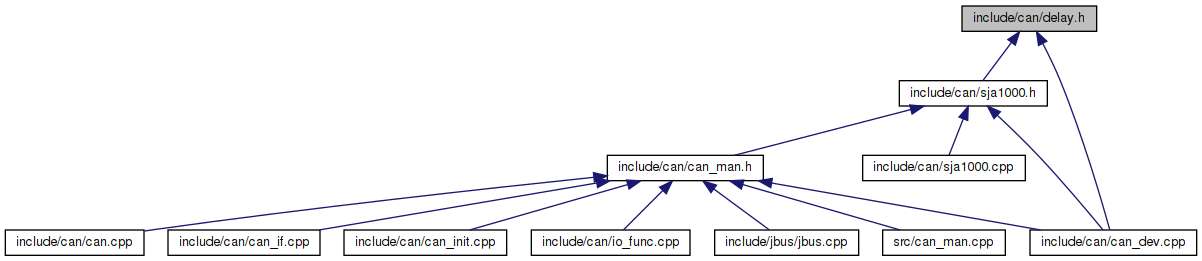 include/can/delay.h
include/can/sja1000.h
include/can/can_man.h
include/can/sja1000.cpp
include/can/can.cpp
include/can/can_if.cpp
include/can/can_init.cpp
include/can/io_func.cpp
include/jbus/jbus.cpp
src/can_man.cpp
include/can/can_dev.cpp